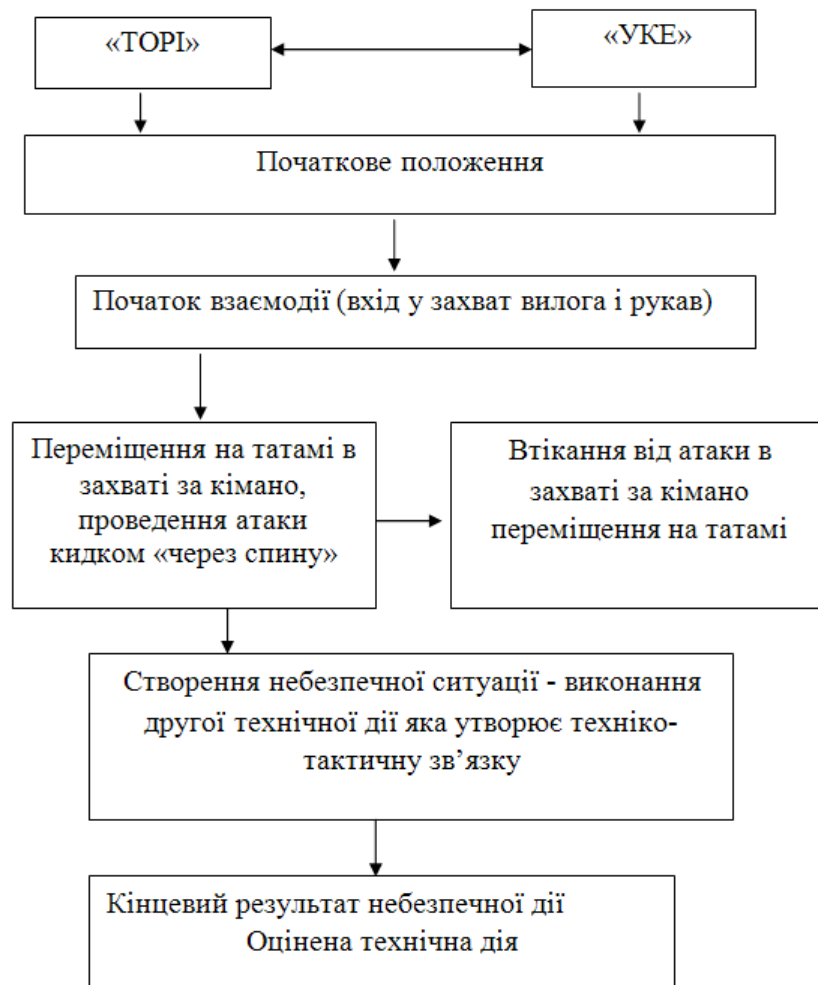 «ТОРІ»
«УКЕ»
Початкове положення
Початок взаємодії (вхід у захват вилога і рукав)
Переміщення на татамі в
захваті за кімано,
проведення атаки
кидком «через спину»
Втікання від атаки в
захваті за кімано
переміщення на татамі
Створення небезпечної ситуації - виконання
другої технічної дії яка утворює техніко-
тактичну зв’язку
Кінцевий результат небезпечної дії
Оцінена технічна дія